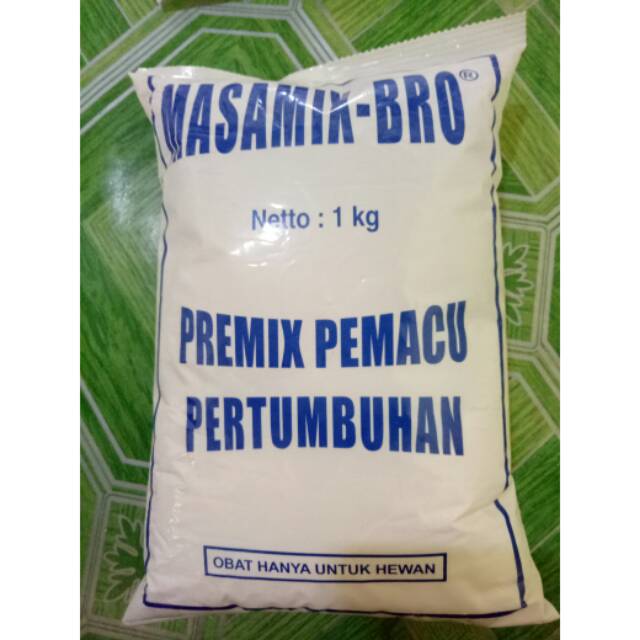 MASAMIX-BRO®
Netto : 1 kg
PREMIX PEMACU
PERTUMBUHAN
OBAT HANYA UNTUK HEWAN